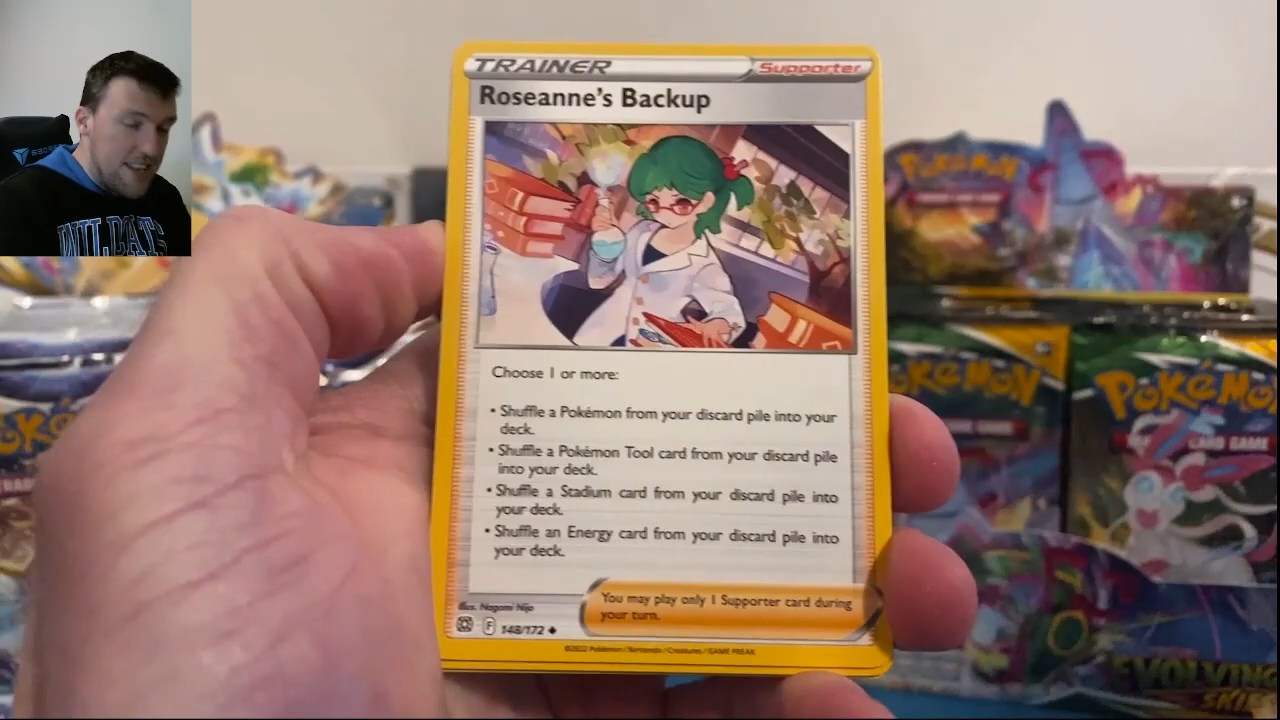 TRAINER
Supporter
Roseanne's Backup
Choose 1 or more:
• Shuffle a Pokémon from your discard pile into your
deck.
• Shuffle a Pokémon Tool card from your discard pile
into your deck.
• Shuffle a Stadium card from your discard pile into
your deck.
• Shuffle an Energy card from your discard pile into
your deck.
You may play only 1 Supporter card during
your turn.
Illus. Nagomi Nijo
F 148/172
©2022 Pokémon / Nintendo / Creatures / GAME FREAK
WILDCATS
POKÉMON
POKÉMON
POKÉMON
CARD GAME
EVOLVING
SKIES